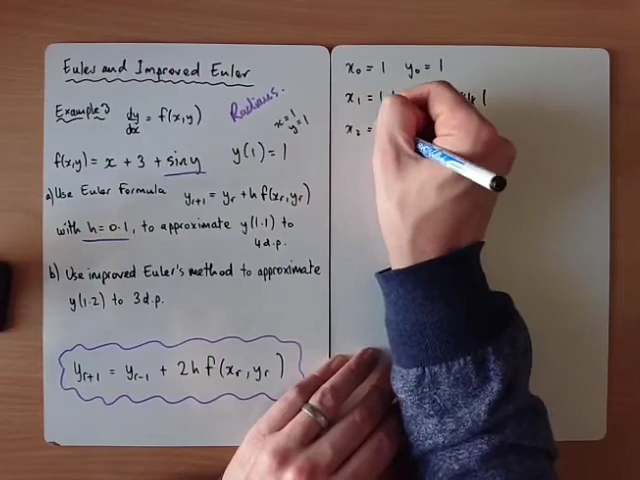 Euler and Improved Euler
Example 3 dy/dx = f(x,y)
Radians.
x=1
y=1
f(x,y) = x + 3 + sin y y(1) = 1
a) Use Euler Formula yr+1 = yr + h f(xr,yr)
with h=0.1, to approximate y(1.1) to
4 d.p.
b) Use improved Euler's method to approximate
y(1.2) to 3 d.p.
yr+1 = yr-1 + 2h f(xr,yr)
x0 = 1 y0 = 1
x1 = 1
x2 =